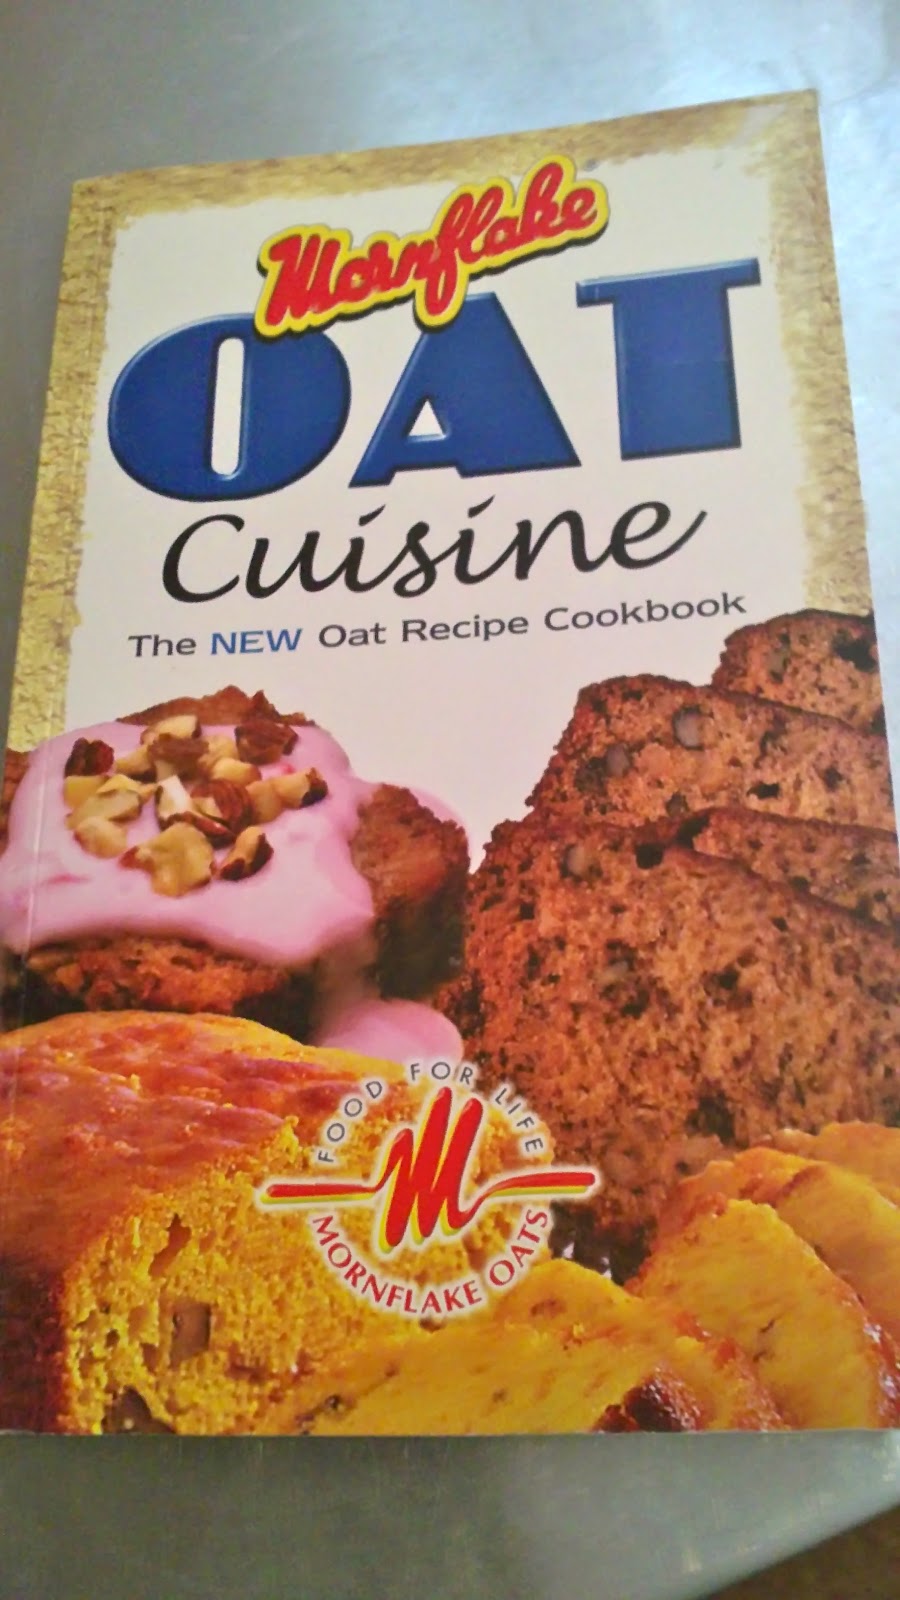 Mornflake
OAT
Cuisine
The NEW Oat Recipe Cookbook
FOOD FOR LIFE
M
MORNFLAKE OATS